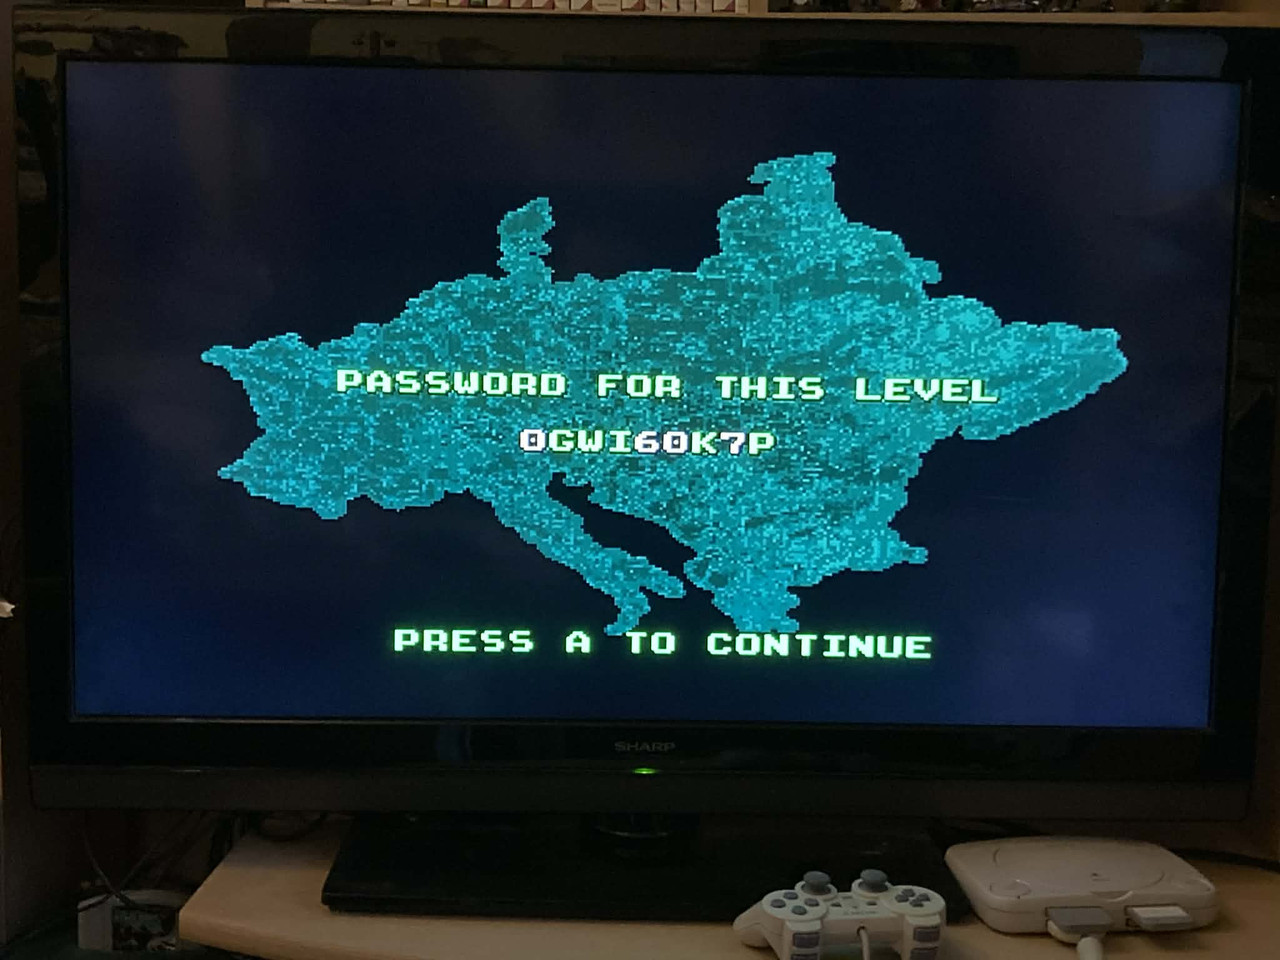 PASSWORD FOR THIS LEVEL
0GWI60K7P
PRESS A TO CONTINUE
SHARP